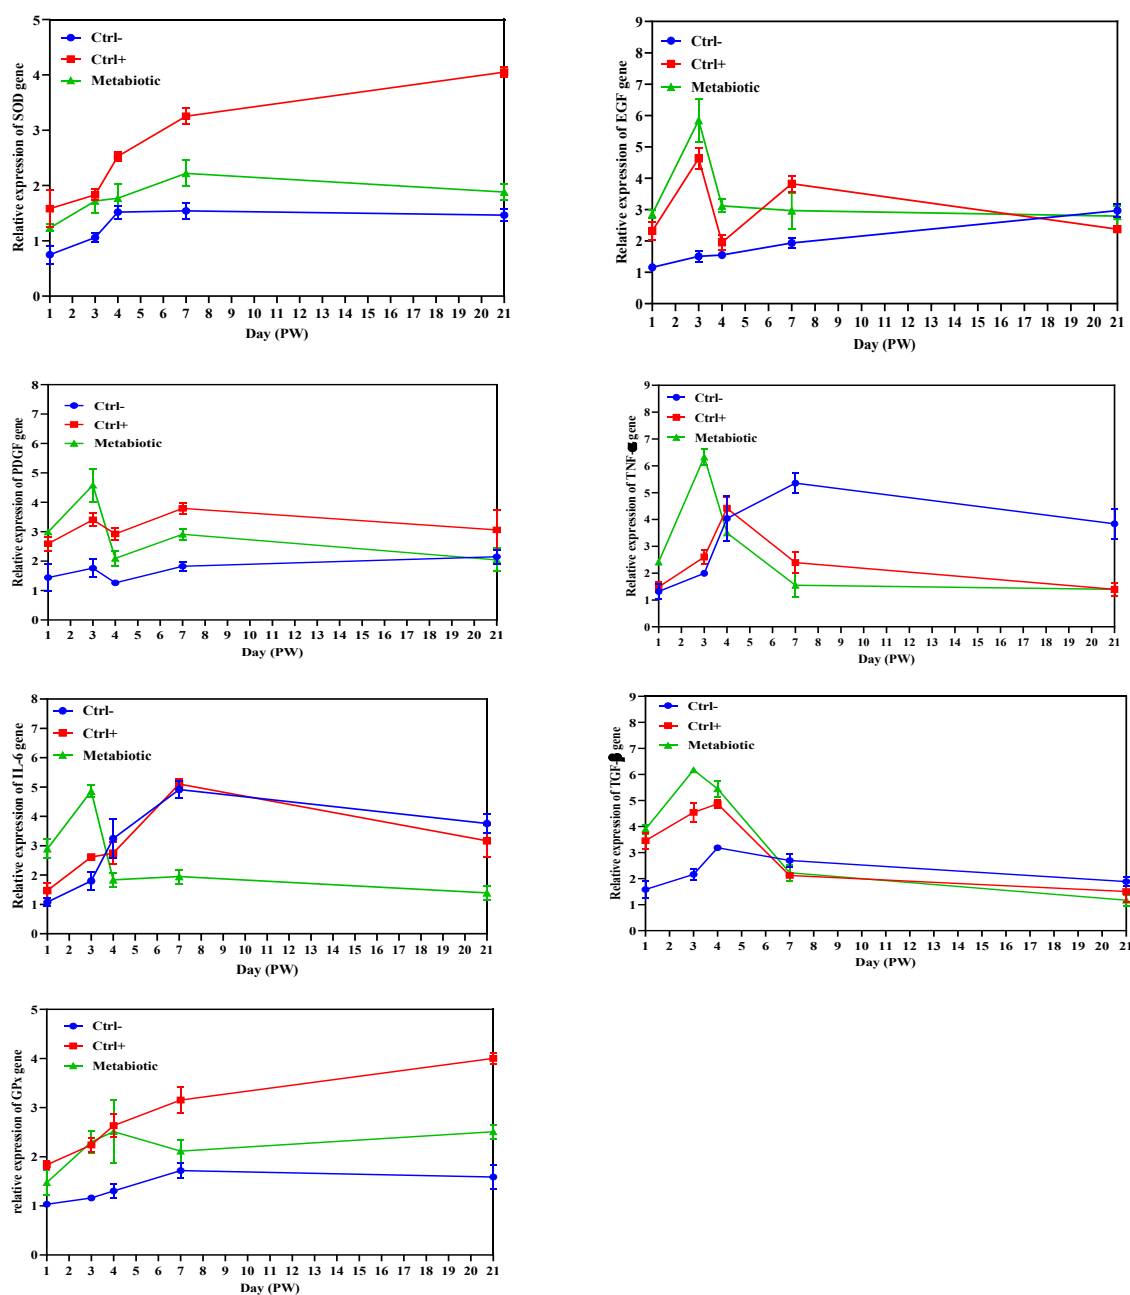 Relative expression of SOD gene
5
4
3
2
1
0
Ctrl-
Ctrl+
Metabiotic
1 2 3 4 5 6 7 8 9 10 11 12 13 14 15 16 17 18 19 20 21
Day (PW)
Relative expression of EGF gene
9
8
7
6
5
4
3
2
1
0
Ctrl-
Ctrl+
Metabiotic
1 2 3 4 5 6 7 8 9 10 11 12 13 14 15 16 17 18 19 20 21
Day (PW)
Relative expression of PDGF gene
8
7
6
5
4
3
2
1
0
Ctrl-
Ctrl+
Metabiotic
1 2 3 4 5 6 7 8 9 10 11 12 13 14 15 16 17 18 19 20 21
Day (PW)
Relative expression of TNF- gene
9
8
7
6
5
4
3
2
1
0
Ctrl-
Ctrl+
Metabiotic
1 2 3 4 5 6 7 8 9 10 11 12 13 14 15 16 17 18 19 20 21
Day (PW)
Relative expression of IL-6 gene
8
7
6
5
4
3
2
1
0
Ctrl-
Ctrl+
Metabiotic
1 2 3 4 5 6 7 8 9 10 11 12 13 14 15 16 17 18 19 20 21
Day (PW)
Relative expression of TGF- gene
9
8
7
6
5
4
3
2
1
0
Ctrl-
Ctrl+
Metabiotic
1 2 3 4 5 6 7 8 9 10 11 12 13 14 15 16 17 18 19 20 21
Day (PW)
relative expression of GPx gene
5
4
3
2
1
0
Ctrl-
Ctrl+
Metabiotic
1 2 3 4 5 6 7 8 9 10 11 12 13 14 15 16 17 18 19 20 21
Day (PW)